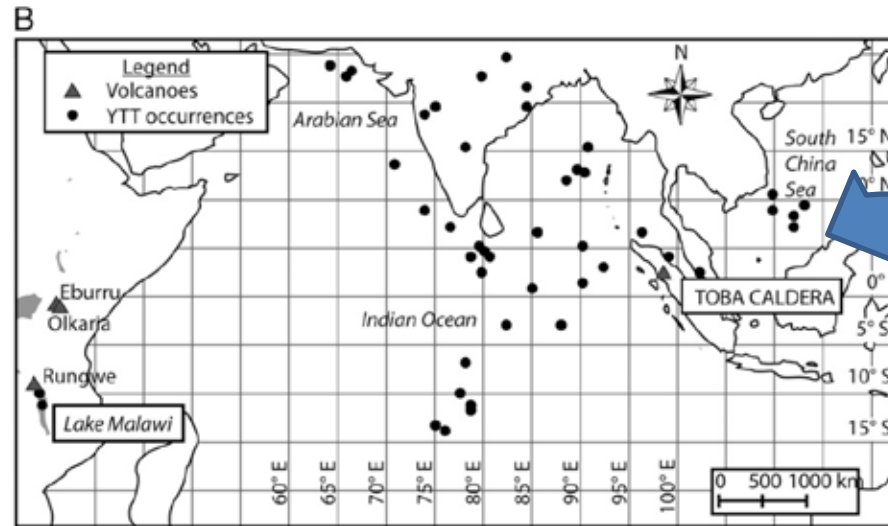 B
Legend
Volcanoes
YTT occurrences
N
Arabian Sea
South
China
Sea
15° N
0° N
Eburru
Olkaria
TOBA CALDERA
0°
Indian Ocean
5° S
Rungwe
10° S
Lake Malawi
15° S
60° E
65° E
70° E
75° E
80° E
85° E
90° E
95° E
100° E
0 500 1000 km